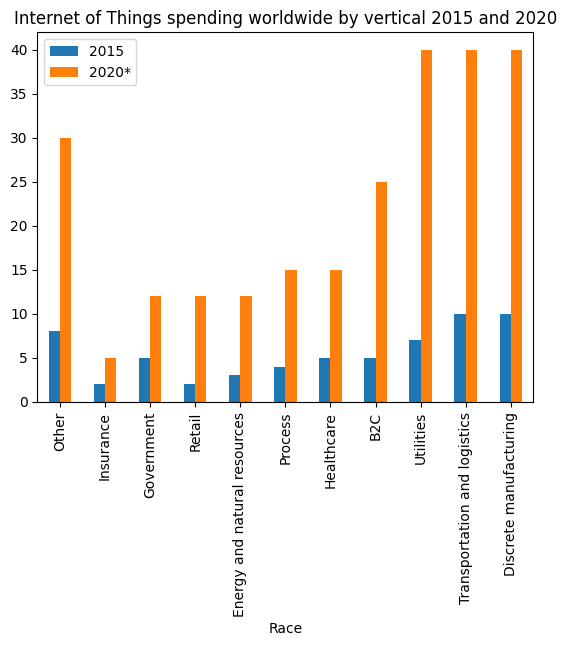 Internet of Things spending worldwide by vertical 2015 and 2020
2015
2020*
40
35
30
25
20
15
10
5
0
Other
Insurance
Government
Retail
Energy and natural resources
Process
Healthcare
B2C
Utilities
Transportation and logistics
Discrete manufacturing
Race